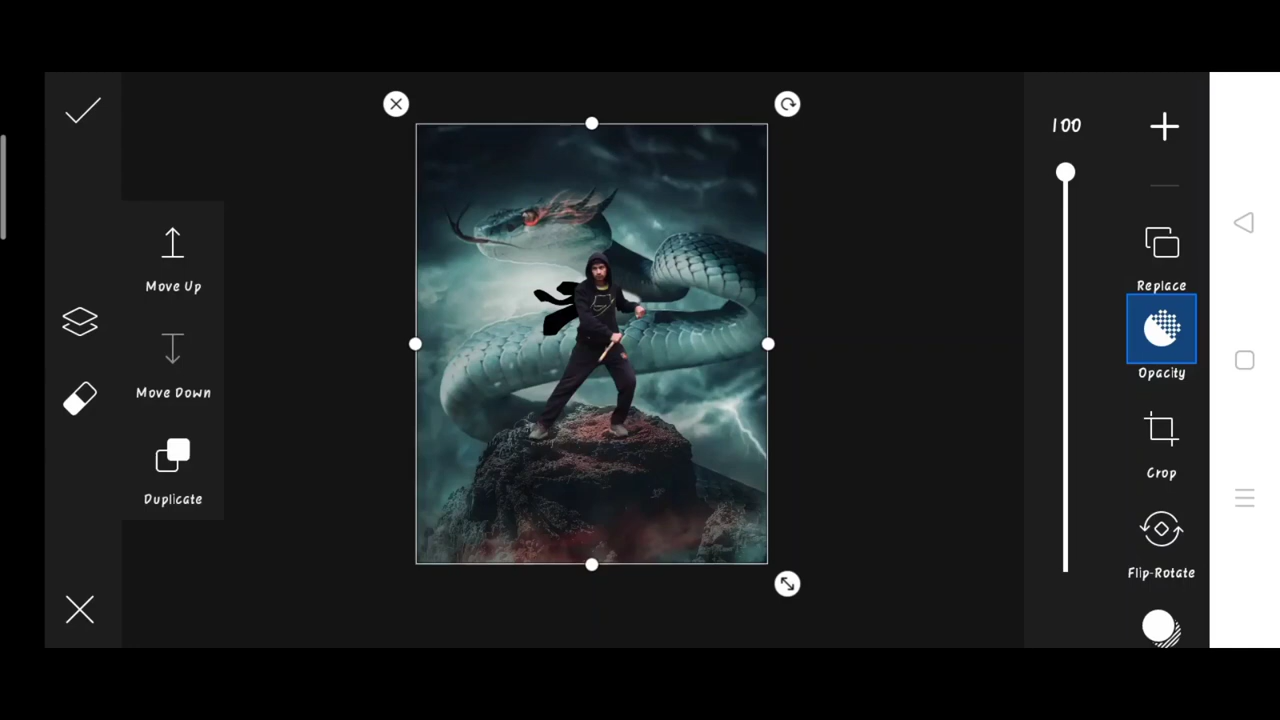 100
Move Up
Move Down
Duplicate
Replace
Opacity
Crop
Flip-Rotate